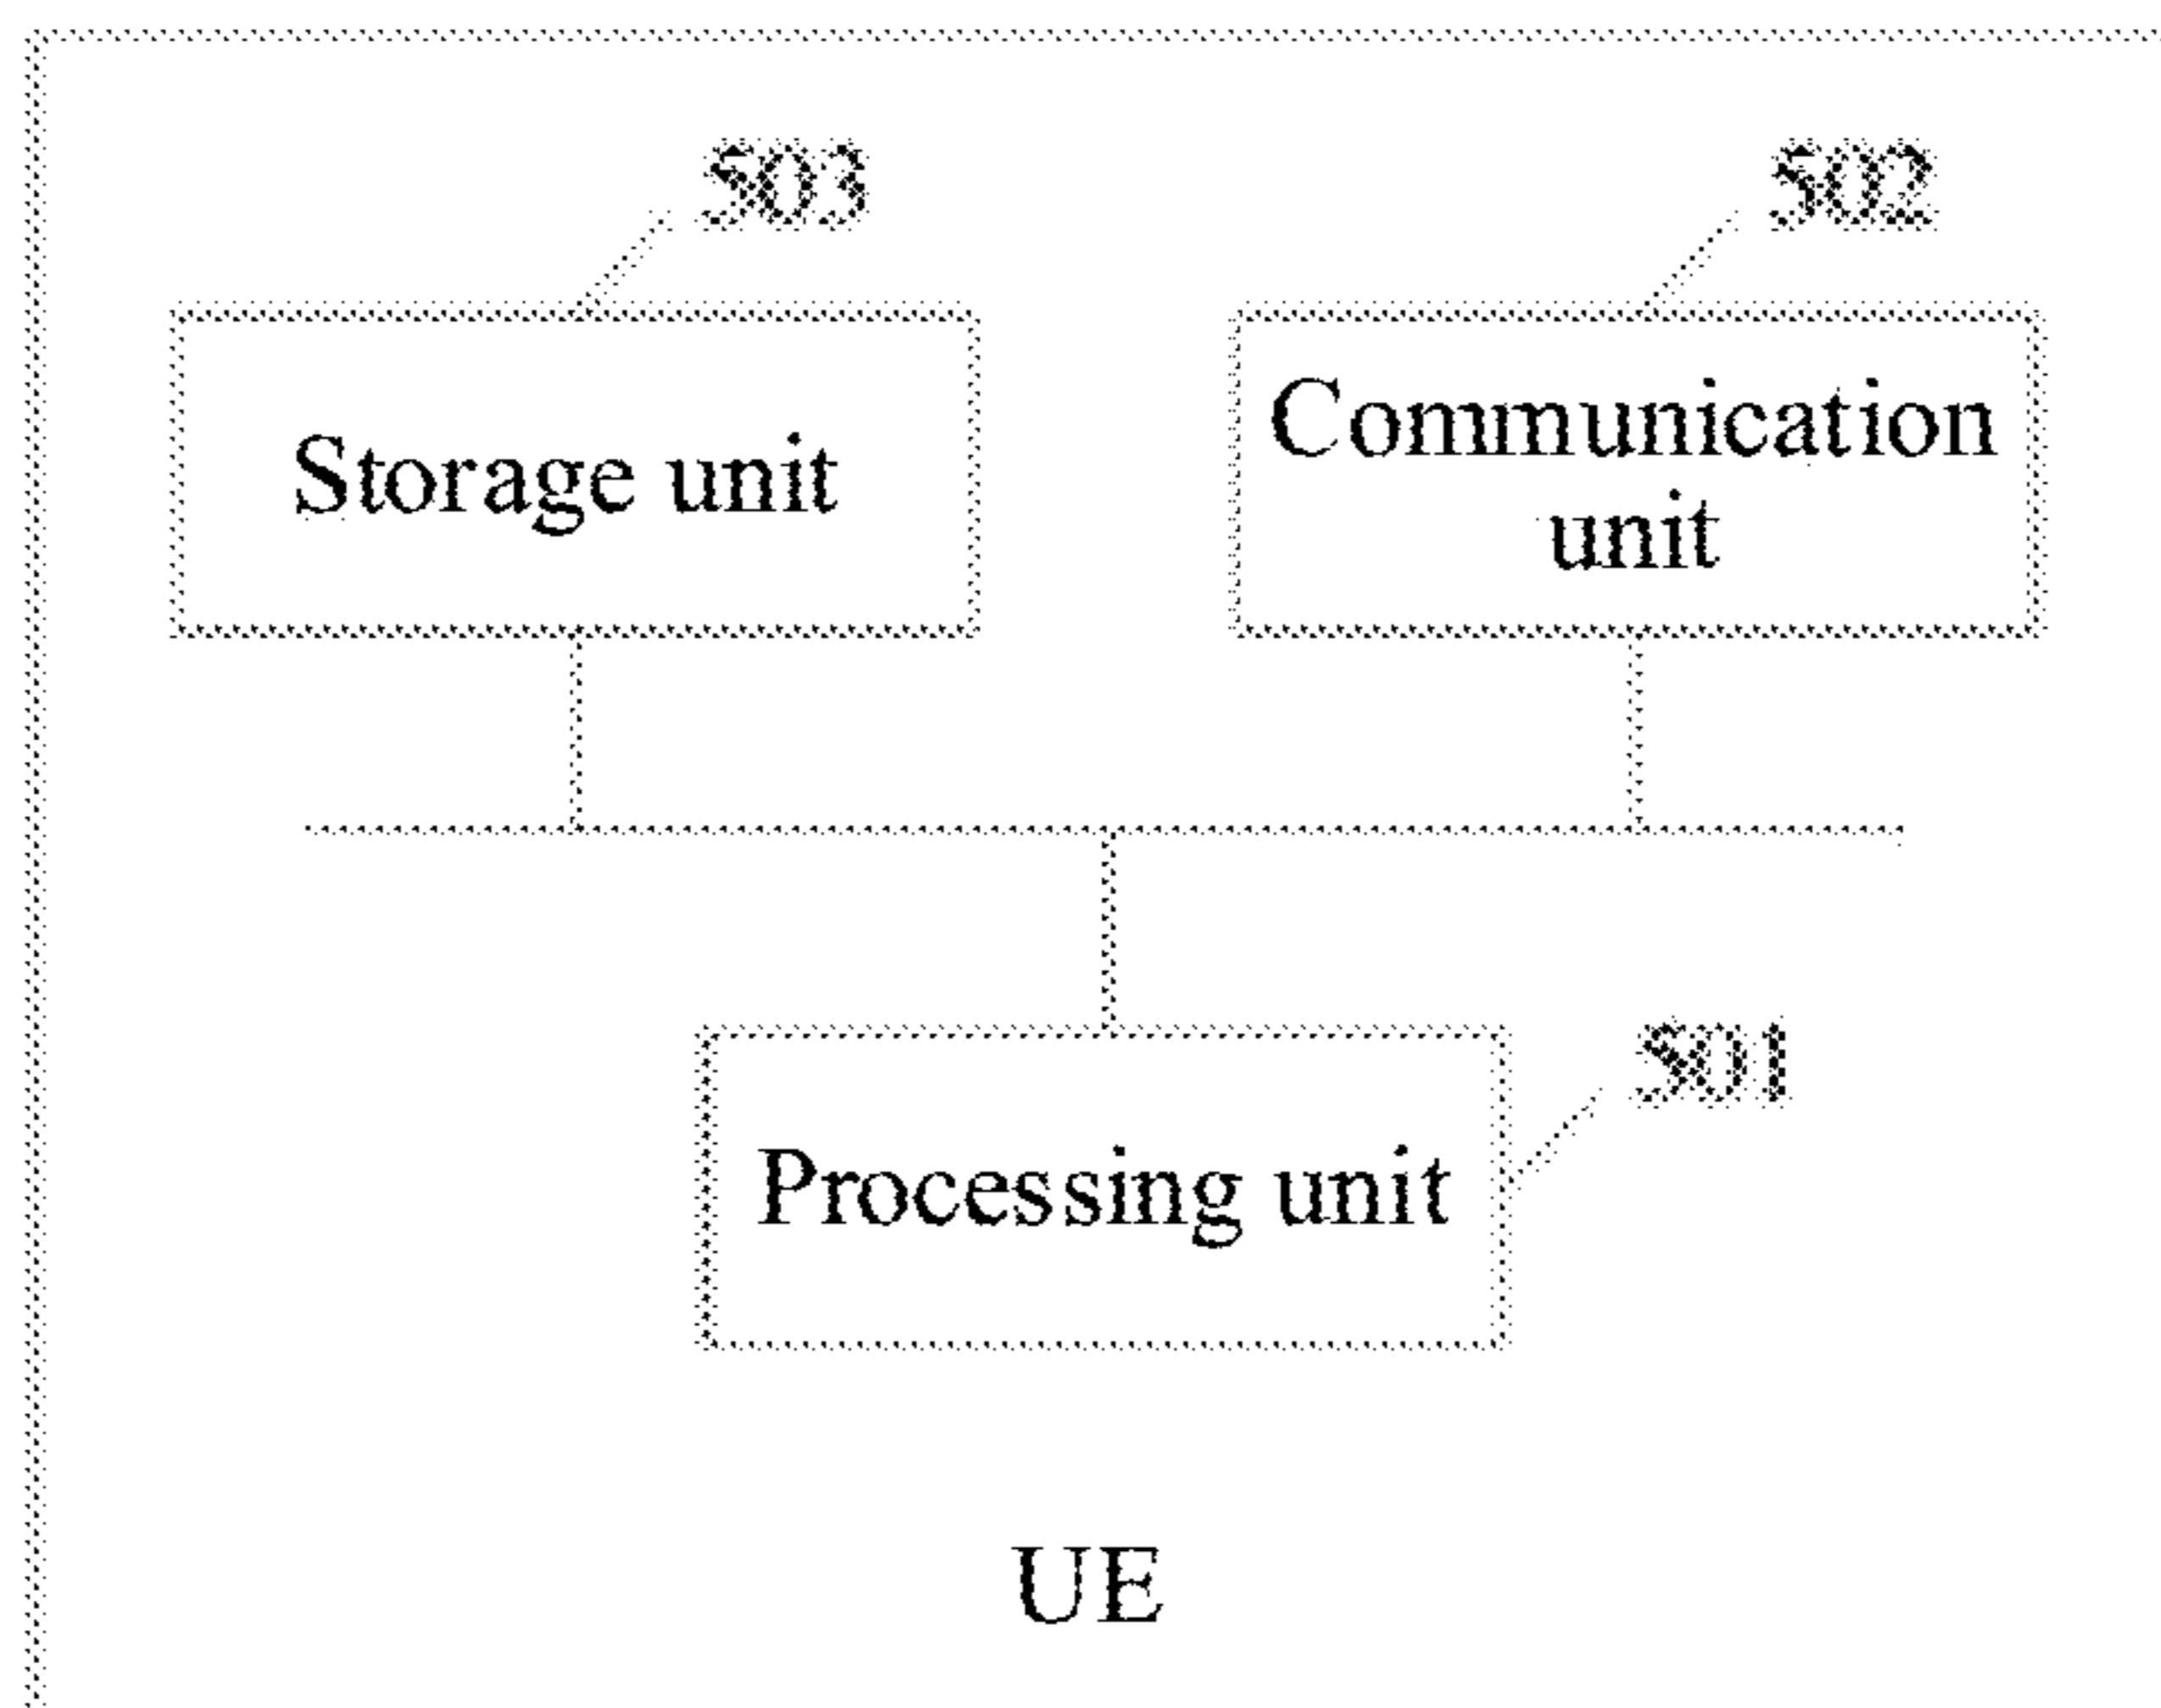 503
502
Storage unit
Communication
unit
501
Processing unit
UE